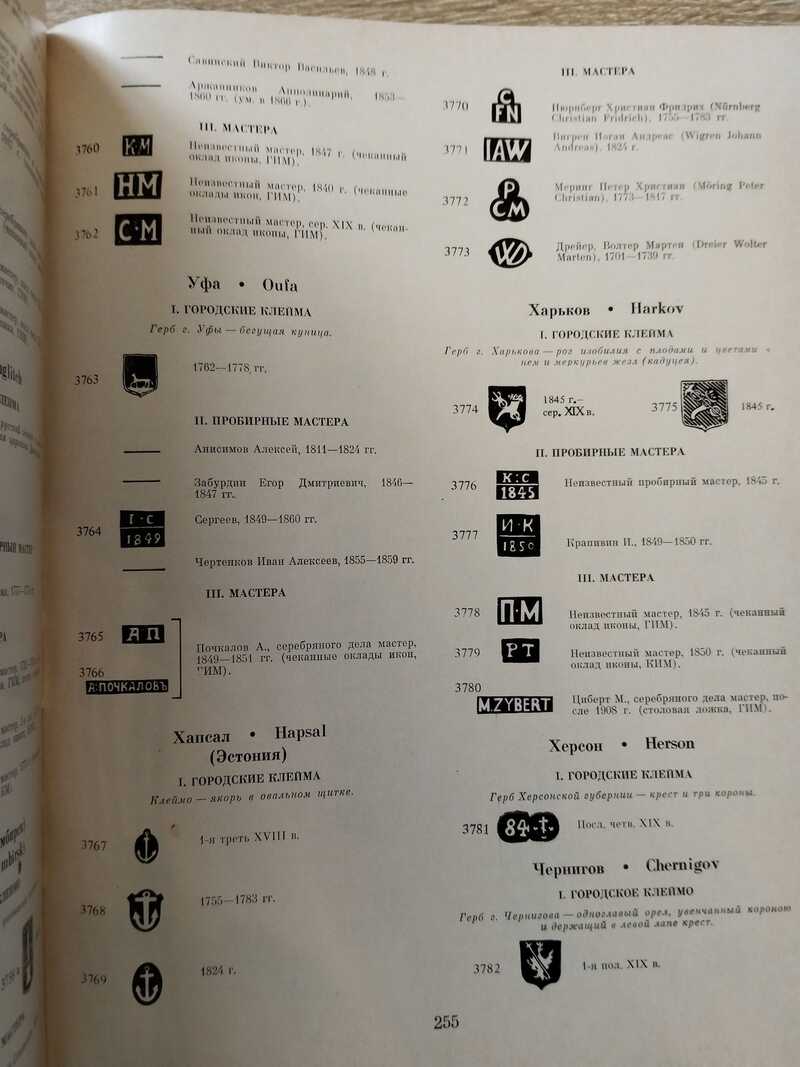 Савинский Виктор Васильев, 1848 г.
Аполлинарий, 1853—
1860 гг. (ум. в 1866 г.).
III. МАСТЕРА
3760 К·М Неизвестный мастер, 1847 г. (чеканный
оклад иконы, ГИМ).
3761 НМ Неизвестный мастер, 1840 г. (чеканные
оклады икон, ГИМ).
3762 С·М Неизвестный мастер, сер. XIX в. (чекан-
ный оклад иконы, ГИМ).
Уфа • Oufa
I. ГОРОДСКИЕ КЛЕЙМА
Герб г. Уфы — бегущая куница.
3763 1762—1778 гг.
II. ПРОБИРНЫЕ МАСТЕРА
Анисимов Алексей, 1811—1824 гг.
Забурдин Егор Дмитриевич, 1846—
1847 гг.
3764 Г·С 1849 Сергеев, 1849—1860 гг.
Чертенков Иван Алексеев, 1855—1859 гг.
III. МАСТЕРА
3765 АП
Почкалов А., серебряного дела мастер,
1849—1851 гг. (чеканные оклады икон,
ГИМ).
3766
А:ПОЧКАЛОВЪ
Хапсал • Hapsal
(Эстония)
I. ГОРОДСКИЕ КЛЕЙМА
Клеймо — якорь в овальном щитке.
3767 1-я треть XVIII в.
3768 1755—1783 гг.
3769 1824 г.
III. МАСТЕРА
3770 C FN Нюрнберг Христиан Фридрих (Nürnberg
Christian Fridrich), 1755—1783 гг.
3771 IAW Вигрен Иоган Андреас (Wigren Johann
Andreas), 1824 г.
3772 P CM Меринг Петер Христиан (Möring Peter
Christian), 1773—1817 гг.
3773 WD Дрейер, Волтер Мартен (Dreier Wolter
Marten), 1701—1739 гг.
Харьков • Harkov
I. ГОРОДСКИЕ КЛЕЙМА
Герб г. Харькова — рог изобилия с плодами и цветами
нем и меркурьев жезл (кадуцея).
3774 1845 г.—
сер. XIX в.
3775 1845 г.
II. ПРОБИРНЫЕ МАСТЕРА
3776 К:С 1845 Неизвестный пробирный мастер, 1845 г.
3777 И·К 1850 Крапивин И., 1849—1850 гг.
III. МАСТЕРА
3778 П·М Неизвестный мастер, 1845 г. (чеканный
оклад иконы, ГИМ).
3779 РТ Неизвестный мастер, 1850 г. (чеканный
оклад иконы, КИМ).
3780
M.ZYBERT Циберт М., серебряного дела мастер, по-
сле 1908 г. (столовая ложка, ГИМ).
Херсон • Herson
I. ГОРОДСКИЕ КЛЕЙМА
Герб Херсонской губернии — крест и три короны.
3781 84 Посл. четв. XIX в.
Чернигов • Chernigov
I. ГОРОДСКОЕ КЛЕЙМО
Герб г. Чернигова — одноглавый орел, увенчанный короною
и держащий в левой лапе крест.
3782 1-я пол. XIX в.
255